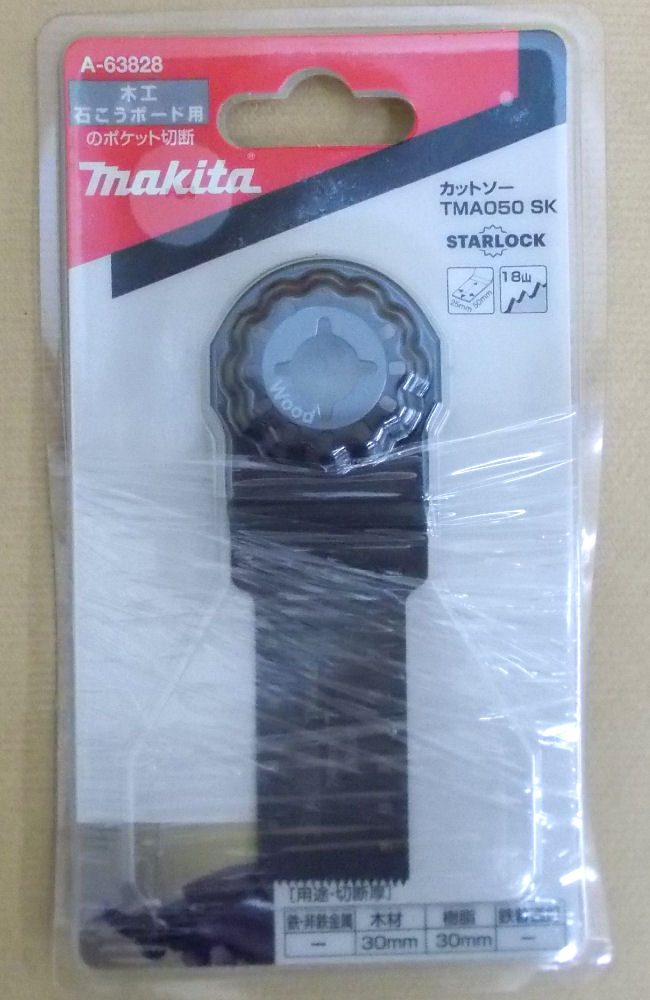 A-63828
木工
石こうボード用
のポケット切断
makita®
カットソー
TMA050 SK
STARLOCK
25mm 50mm
18山
Wood
[用途・切断厚]
鉄・非鉄金属 木材 樹脂
— 30mm 30mm —